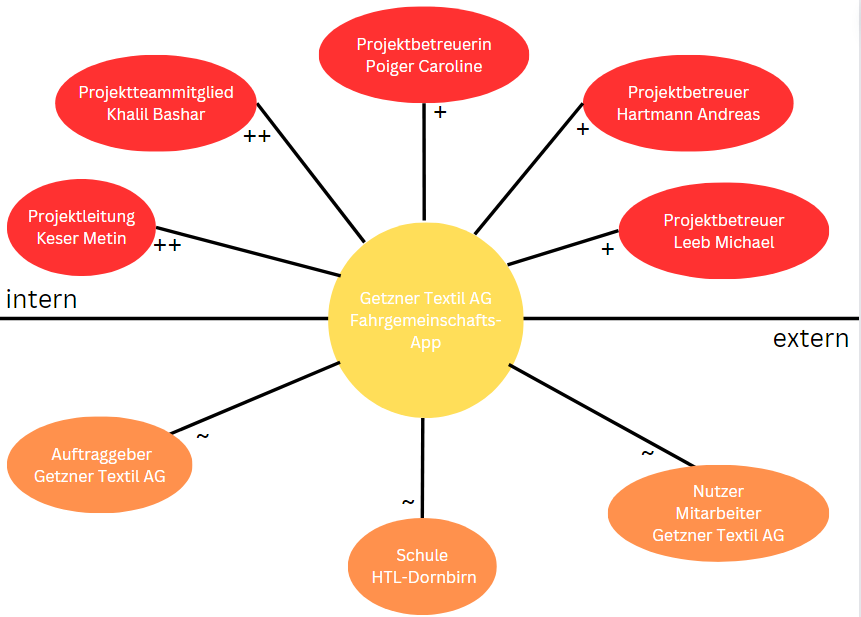 Projektbetreuerin
Poiger Caroline
+
Projektteammitglied
Khalil Bashar
++
Projektbetreuer
Hartmann Andreas
+
Projektleitung
Keser Metin
++
Projektbetreuer
Leeb Michael
+
intern
Getzner Textil AG
Fahrgemeinschafts-
App
extern
Auftraggeber
Getzner Textil AG
~
~
Schule
HTL-Dornbirn
~
Nutzer
Mitarbeiter
Getzner Textil AG